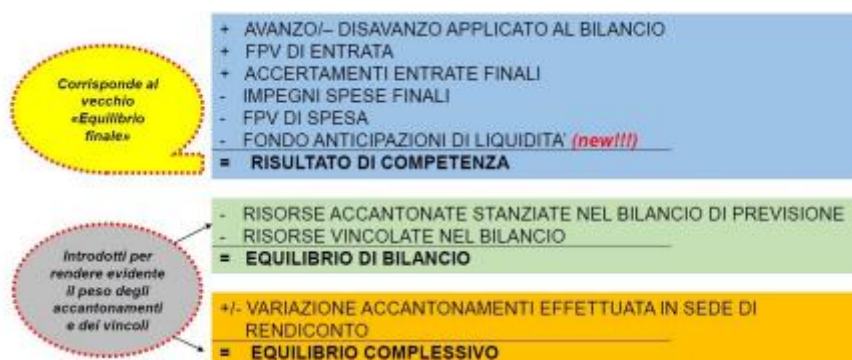 Corrisponde al
vecchio
«Equilibrio
finale»
+ AVANZO/– DISAVANZO APPLICATO AL BILANCIO
+ FPV DI ENTRATA
+ ACCERTAMENTI ENTRATE FINALI
- IMPEGNI SPESE FINALI
- FPV DI SPESA
- FONDO ANTICIPAZIONI DI LIQUIDITA' (new!!!)
= RISULTATO DI COMPETENZA
Introdotti per
rendere evidente
il peso degli
accantonamenti
e dei vincoli
- RISORSE ACCANTONATE STANZIATE NEL BILANCIO DI PREVISIONE
- RISORSE VINCOLATE NEL BILANCIO
= EQUILIBRIO DI BILANCIO
+/- VARIAZIONE ACCANTONAMENTI EFFETTUATA IN SEDE DI
RENDICONTO
= EQUILIBRIO COMPLESSIVO